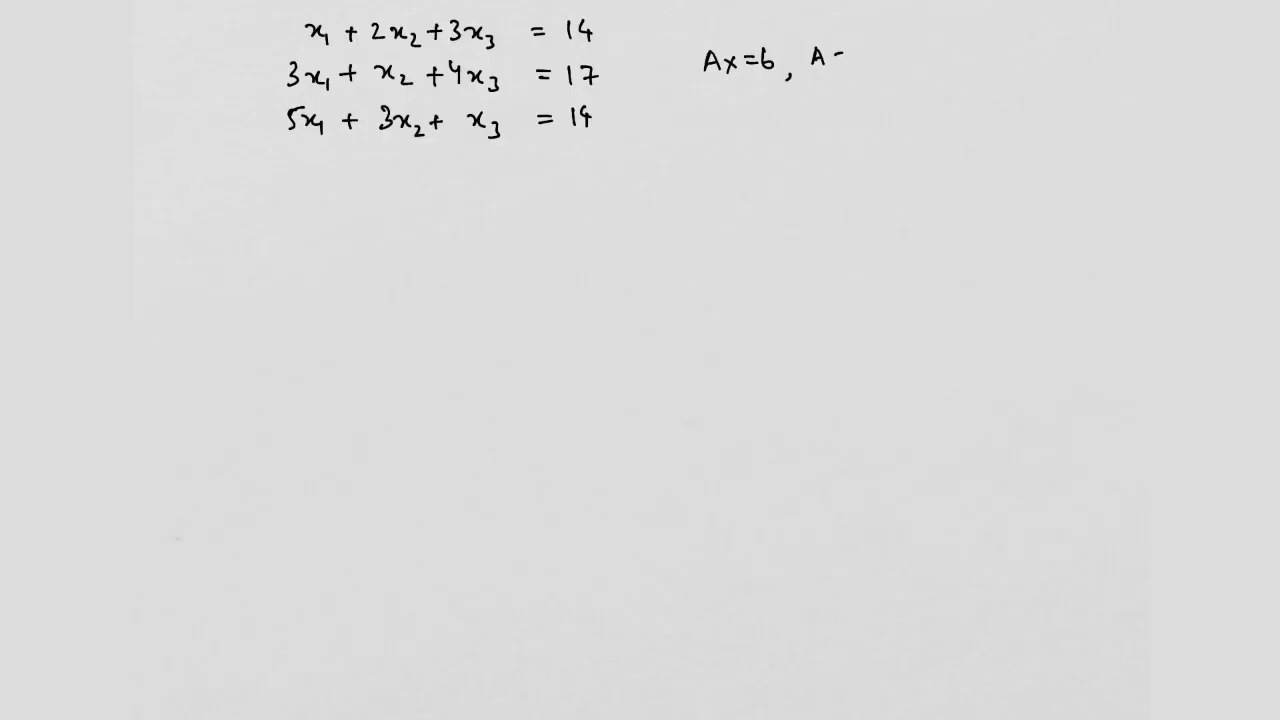 x₁ + 2x₂ + 3x₃ = 14
3x₁ + x₂ + 4x₃ = 17
5x₁ + 3x₂ + x₃ = 14
Ax = b, A -